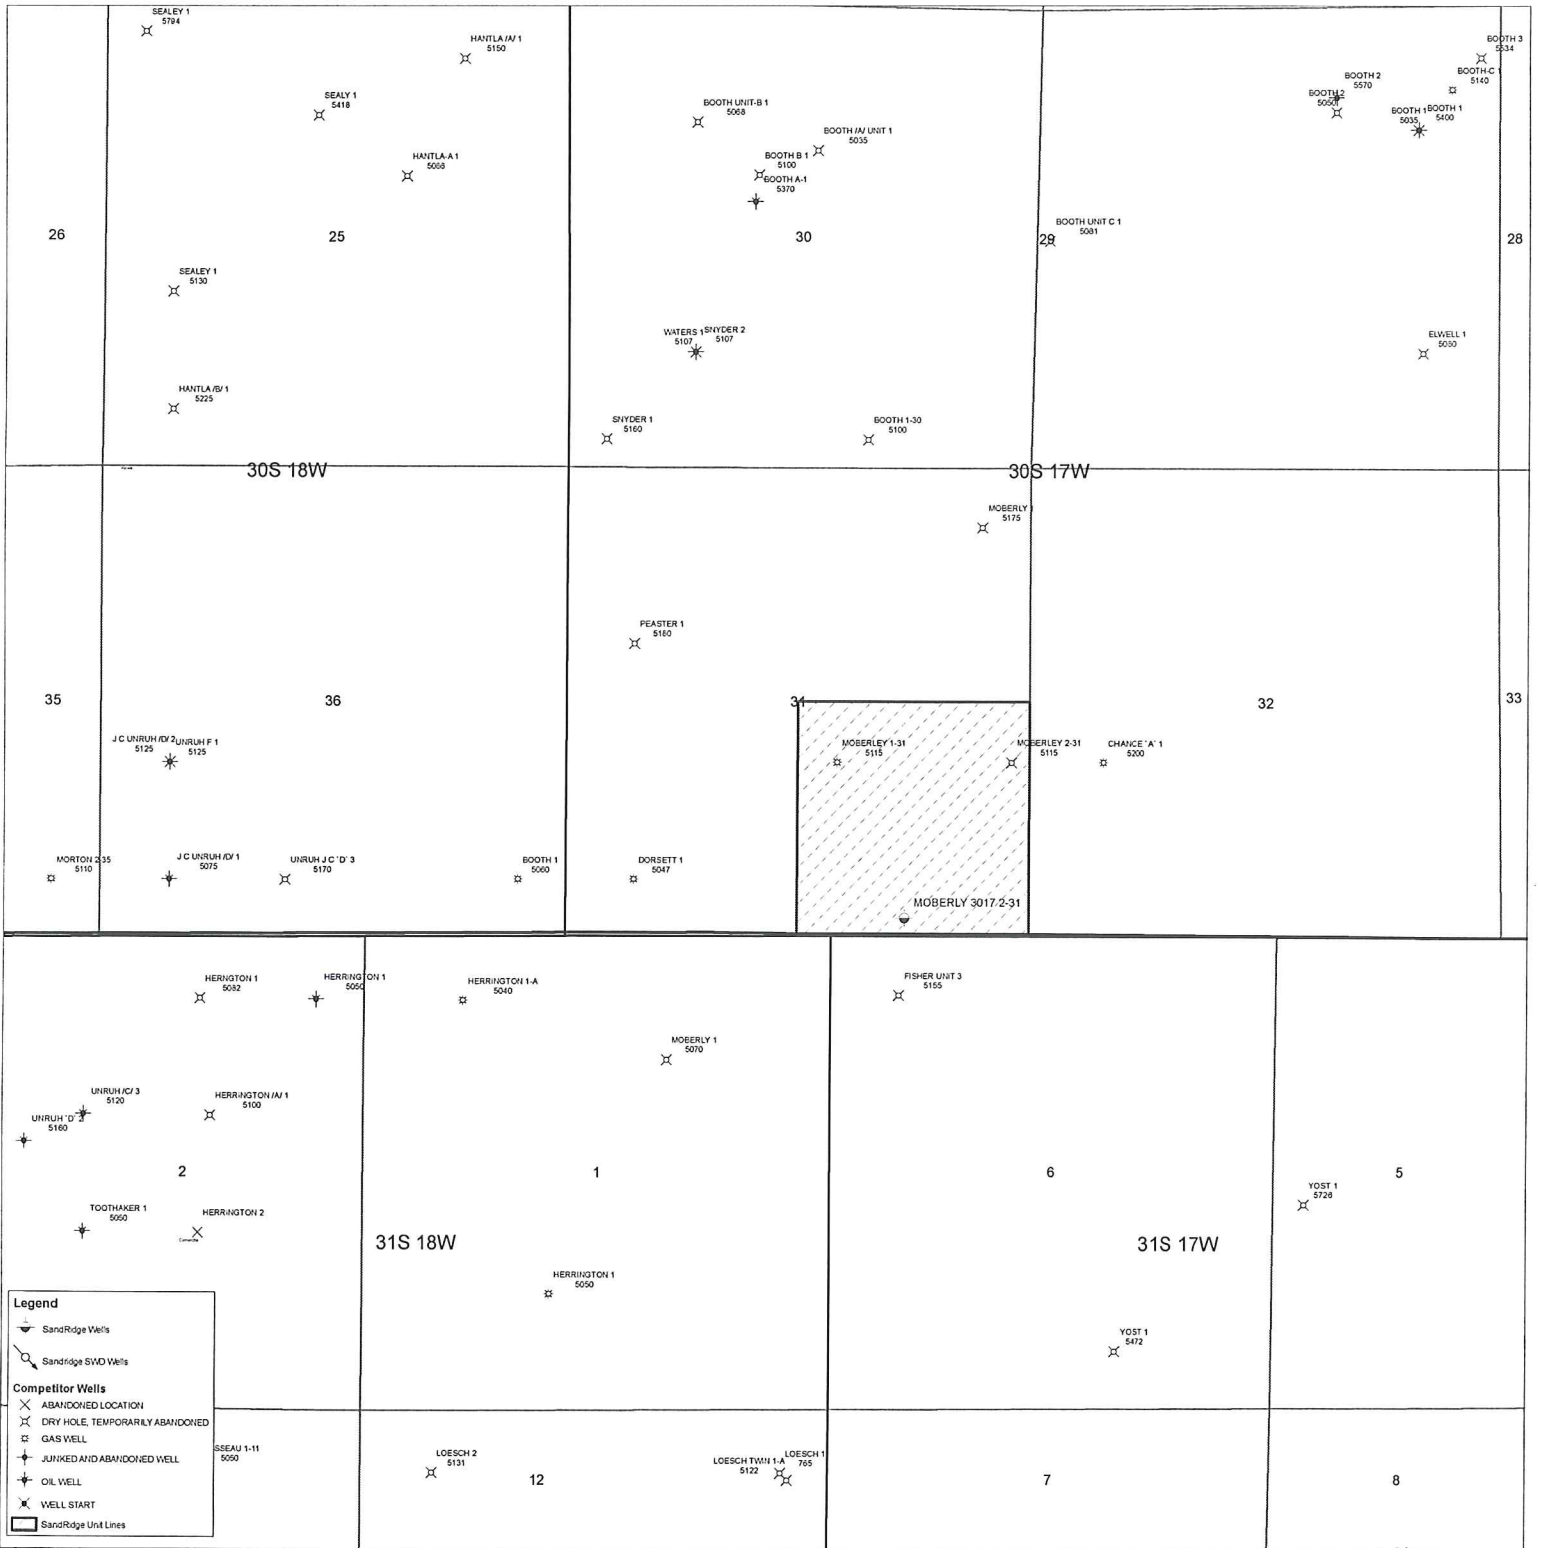 SEALEY 1
5794
HANTLA /A/ 1
5150
SEALY 1
5418
HANTLA-A 1
5066
BOOTH UNIT-B 1
5068
BOOTH /A/ UNIT 1
5035
BOOTH B 1
5100
BOOTH A-1
5370
BOOTH 3
5534
BOOTH-C 1
5140
BOOTH 2
5570
BOOTH 2
5050
BOOTH 1
5035
BOOTH 1
5400
BOOTH UNIT C 1
5081
26
25
30
29
28
SEALEY 1
5130
WATERS 1
5107
SNYDER 2
5107
ELWELL 1
5050
HANTLA /B/ 1
5225
SNYDER 1
5160
BOOTH 1-30
5100
30S 18W
30S 17W
MOBERLY 1
5175
PEASTER 1
5180
35
36
31
32
33
J C UNRUH /D/ 2
5125
UNRUH F 1
5125
MOBERLEY 1-31
5115
MOBERLEY 2-31
5115
CHANCE 'A' 1
5200
MORTON 2-35
5110
J C UNRUH /D/ 1
5075
UNRUH J C 'D' 3
5170
BOOTH 1
5060
DORSETT 1
5047
MOBERLY 3017 2-31
HERNGTON 1
5082
HERRINGTON 1
5050
HERRINGTON 1-A
5040
FISHER UNIT 3
5155
MOBERLY 1
5070
UNRUH /C/ 3
5120
HERRINGTON /A/ 1
5100
UNRUH 'D' 2
5160
2
1
6
5
YOST 1
5726
TOOTHAKER 1
5050
HERRINGTON 2
Comanche
31S 18W
31S 17W
HERRINGTON 1
5050
YOST 1
5472
Legend
SandRidge Wells
Sandridge SWD Wells
Competitor Wells
ABANDONED LOCATION
DRY HOLE, TEMPORARILY ABANDONED
GAS WELL
JUNKED AND ABANDONED WELL
OIL WELL
WELL START
SandRidge Unit Lines
SSEAU 1-11
5050
LOESCH 2
5131
12
LOESCH TWIN 1-A
5122
LOESCH 1
765
7
8